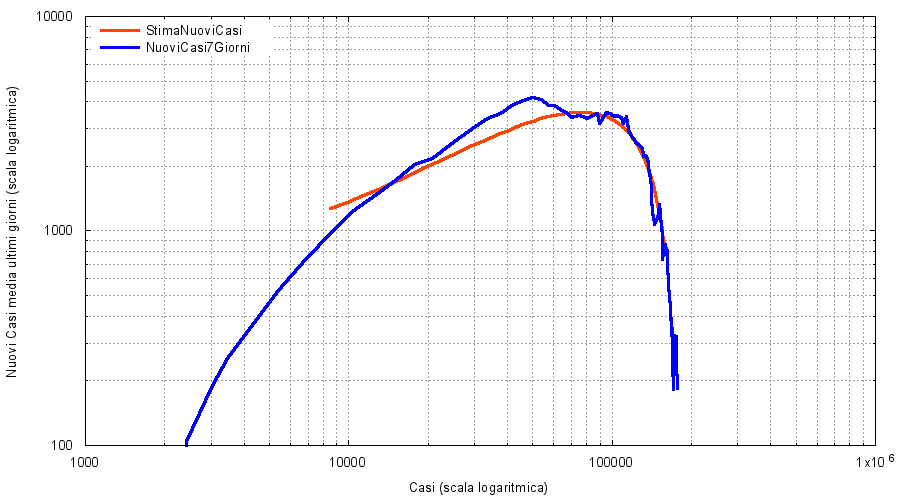 10000
StimaNuoviCasi
NuoviCasi7Giorni
Nuovi Casi media ultimi giorni (scala logaritmica)
1000
100
1000
10000
100000
1x10 6
Casi (scala logaritmica)